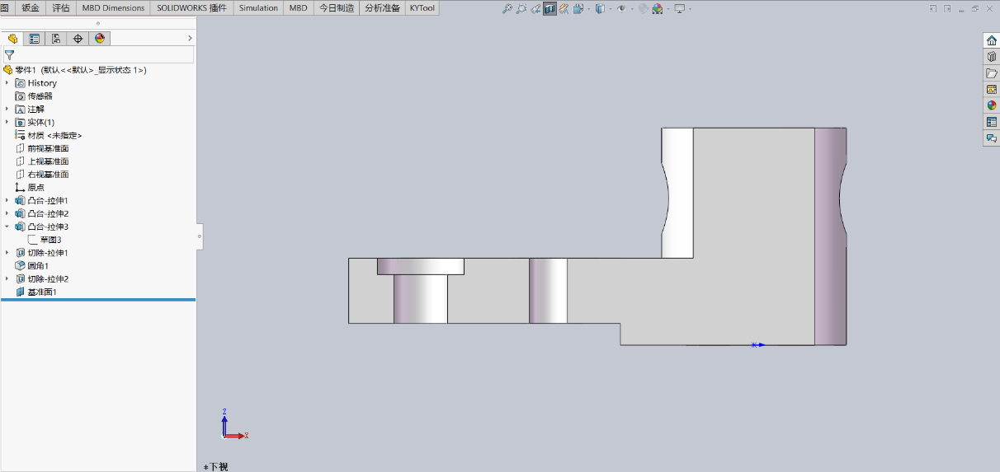 图 钣金 评估 MBD Dimensions SOLIDWORKS 插件 Simulation MBD 今日制造 分析准备 KYTool
零件1 (默认<<默认>_显示状态 1>)
History
传感器
注解
实体(1)
材质 <未指定>
前视基准面
上视基准面
右视基准面
原点
凸台-拉伸1
凸台-拉伸2
凸台-拉伸3
草图3
切除-拉伸1
圆角1
切除-拉伸2
基准面1
Z
X
*下视